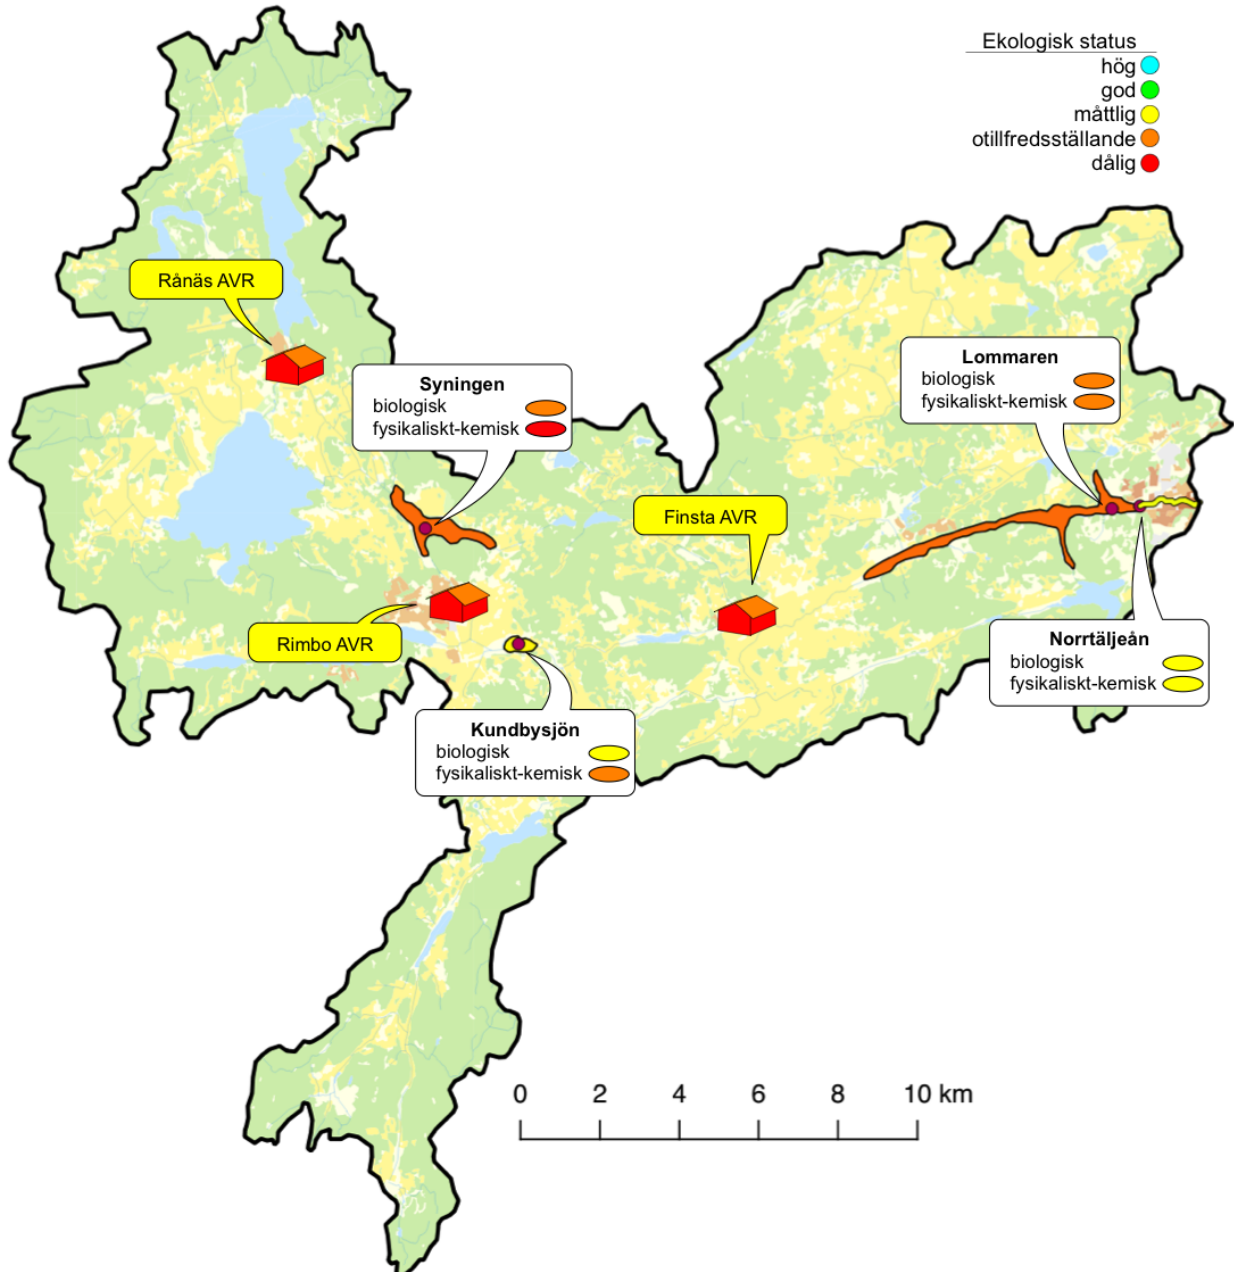 Ekologisk status
hög
god
måttlig
otillfredsställande
dålig
Rånäs AVR
Lommaren
biologisk
fysikaliskt-kemisk
Syningen
biologisk
fysikaliskt-kemisk
Finsta AVR
Rimbo AVR
Norrtäljeån
biologisk
fysikaliskt-kemisk
Kundbysjön
biologisk
fysikaliskt-kemisk
0 2 4 6 8 10 km